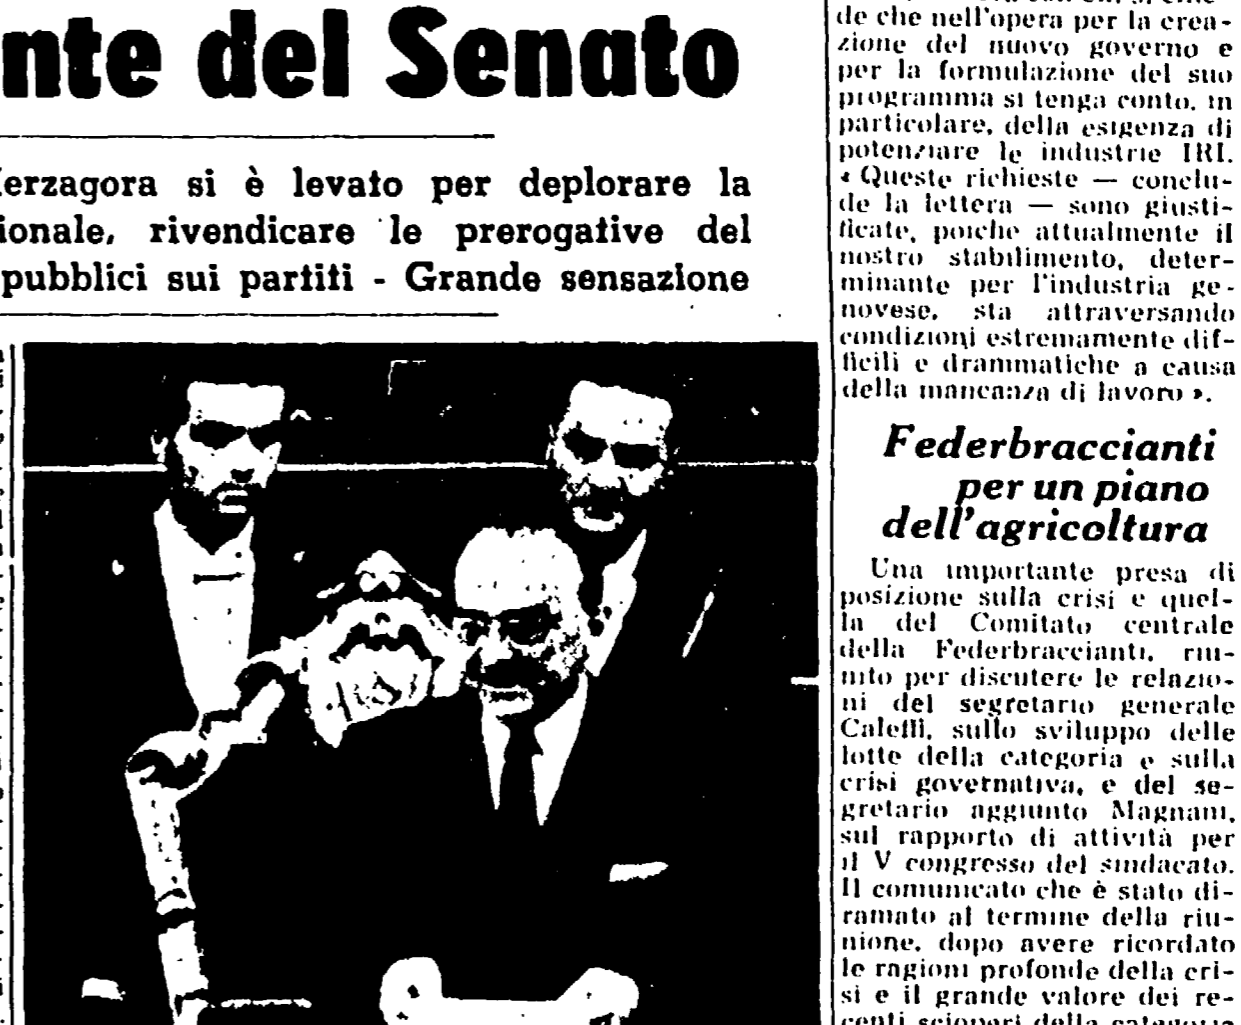 nte del Senato
erzagora si è levato per deplorare la
ionale, rivendicare le prerogative del
pubblici sui partiti - Grande sensazione
de che nell'opera per la crea-
zione del nuovo governo e
per la formulazione del suo
programma si tenga conto, in
particolare, della esigenza di
potenziare le industrie IRI.
« Queste richieste — conclu-
de la lettera — sono giusti-
ficate, poiche attualmente il
nostro stabilimento, deter-
minante per l'industria ge-
novese, sta attraversando
condizioni estremamente dif-
ficili e drammatiche a causa
della mancanza di lavoro ».
Federbraccianti
per un piano
dell'agricoltura
Una importante presa di
posizione sulla crisi e quel-
la del Comitato centrale
della Federbraccianti, riu-
nito per discutere le relazio-
ni del segretario generale
Caleffi, sullo sviluppo delle
lotte della categoria e sulla
crisi governativa, e del se-
gretario aggiunto Magnani,
sul rapporto di attività per
il V congresso del sindacato.
Il comunicato che è stato di-
ramato al termine della riu-
nione, dopo avere ricordato
le ragioni profonde della cri-
si e il grande valore dei re-
centi scioperi della categoria